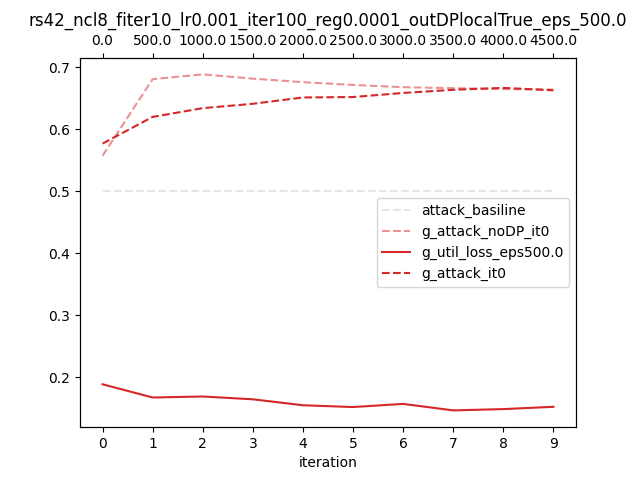 rs42_ncl8_fiter10_lr0.001_iter100_reg0.0001_outDPlocalTrue_eps_500.0
0.0 500.0 1000.0 1500.0 2000.0 2500.0 3000.0 3500.0 4000.0 4500.0
0.7
0.6
0.5
0.4
0.3
0.2
attack_basiline
g_attack_noDP_it0
g_util_loss_eps500.0
g_attack_it0
0 1 2 3 4 5 6 7 8 9
iteration